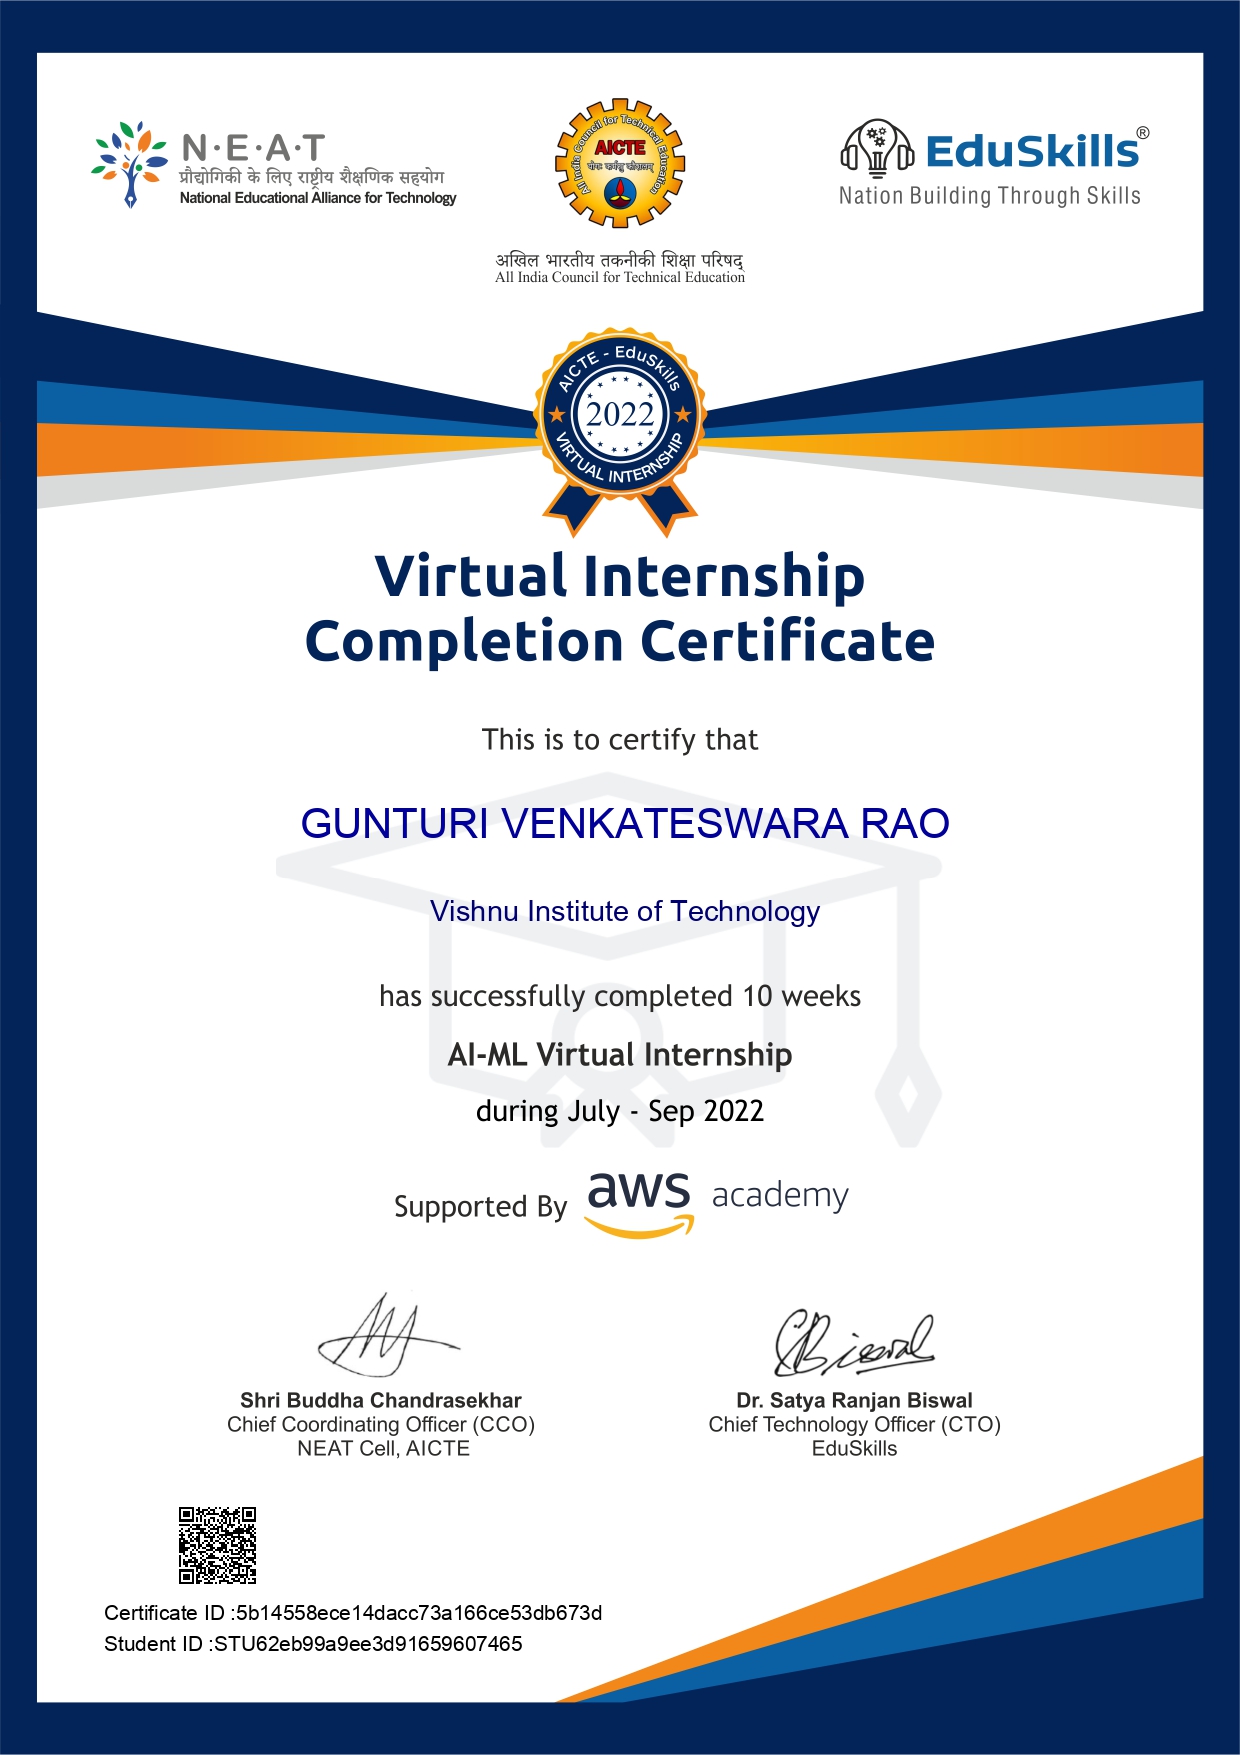 N·E·A·T
प्रौद्योगिकी के लिए राष्ट्रीय शैक्षणिक सहयोग
National Educational Alliance for Technology
All India Council for Technical Education
AICTE
योगः कर्मसु कौशलम्
अखिल भारतीय तकनीकी शिक्षा परिषद्
All India Council for Technical Education
EduSkills®
Nation Building Through Skills
AICTE - EduSkills
2022
VIRTUAL INTERNSHIP
Virtual Internship
Completion Certificate
This is to certify that
GUNTURI VENKATESWARA RAO
Vishnu Institute of Technology
has successfully completed 10 weeks
AI-ML Virtual Internship
during July - Sep 2022
Supported By aws academy
Biswal
Shri Buddha Chandrasekhar
Chief Coordinating Officer (CCO)
NEAT Cell, AICTE
Dr. Satya Ranjan Biswal
Chief Technology Officer (CTO)
EduSkills
Certificate ID :5b14558ece14dacc73a166ce53db673d
Student ID :STU62eb99a9ee3d91659607465